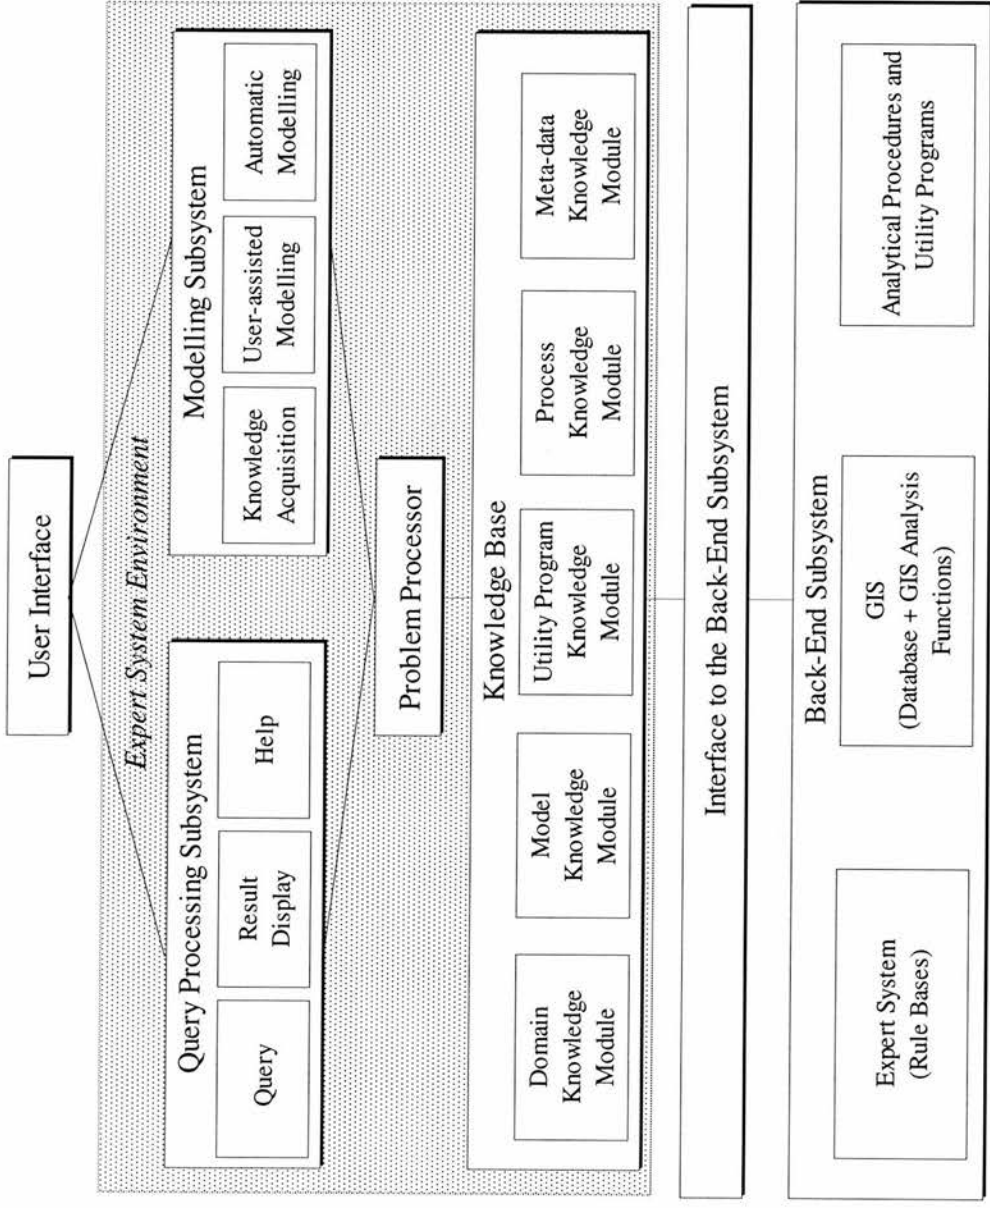 User Interface
Expert System Environment
Query Processing Subsystem
Query
Result
Display
Help
Modelling Subsystem
Knowledge
Acquisition
User-assisted
Modelling
Automatic
Modelling
Problem Processor
Knowledge Base
Domain
Knowledge
Module
Model
Knowledge
Module
Utility Program
Knowledge
Module
Process
Knowledge
Module
Meta-data
Knowledge
Module
Interface to the Back-End Subsystem
Back-End Subsystem
Expert System
(Rule Bases)
GIS
(Database + GIS Analysis
Functions)
Analytical Procedures and
Utility Programs